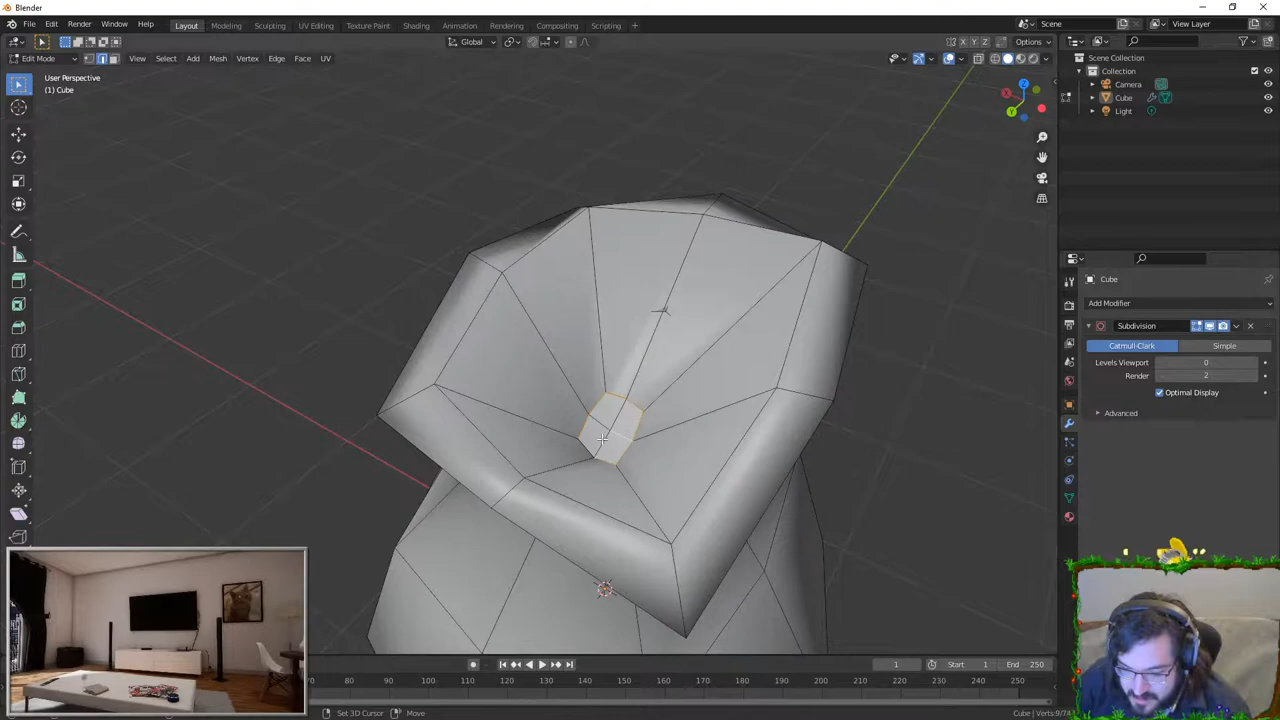 Blender
File Edit Render Window Help Layout Modeling Sculpting UV Editing Texture Paint Shading Animation Rendering Compositing Scripting + Scene View Layer
Global X Y Z Options
Edit Mode View Select Add Mesh Vertex Edge Face UV
User Perspective
(1) Cube
Z
X
Y
Scene Collection
Collection
Camera
Cube
Light
Cube
Add Modifier
Subdivision
Catmull-Clark Simple
Levels Viewport 0
Render 2
Optimal Display
Advanced
1 Start 1 End 250
80 90 100 110 120 130 140 150 160 170 180 190 200 210 220 230 240 250
Set 3D Cursor Move